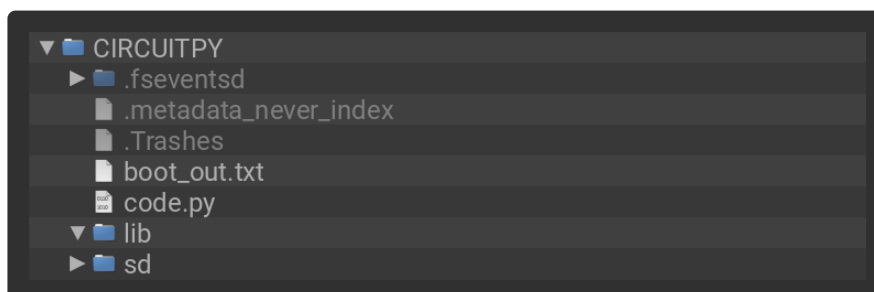 CIRCUITPY
.fseventsd
.metadata_never_index
.Trashes
boot_out.txt
code.py
lib
sd